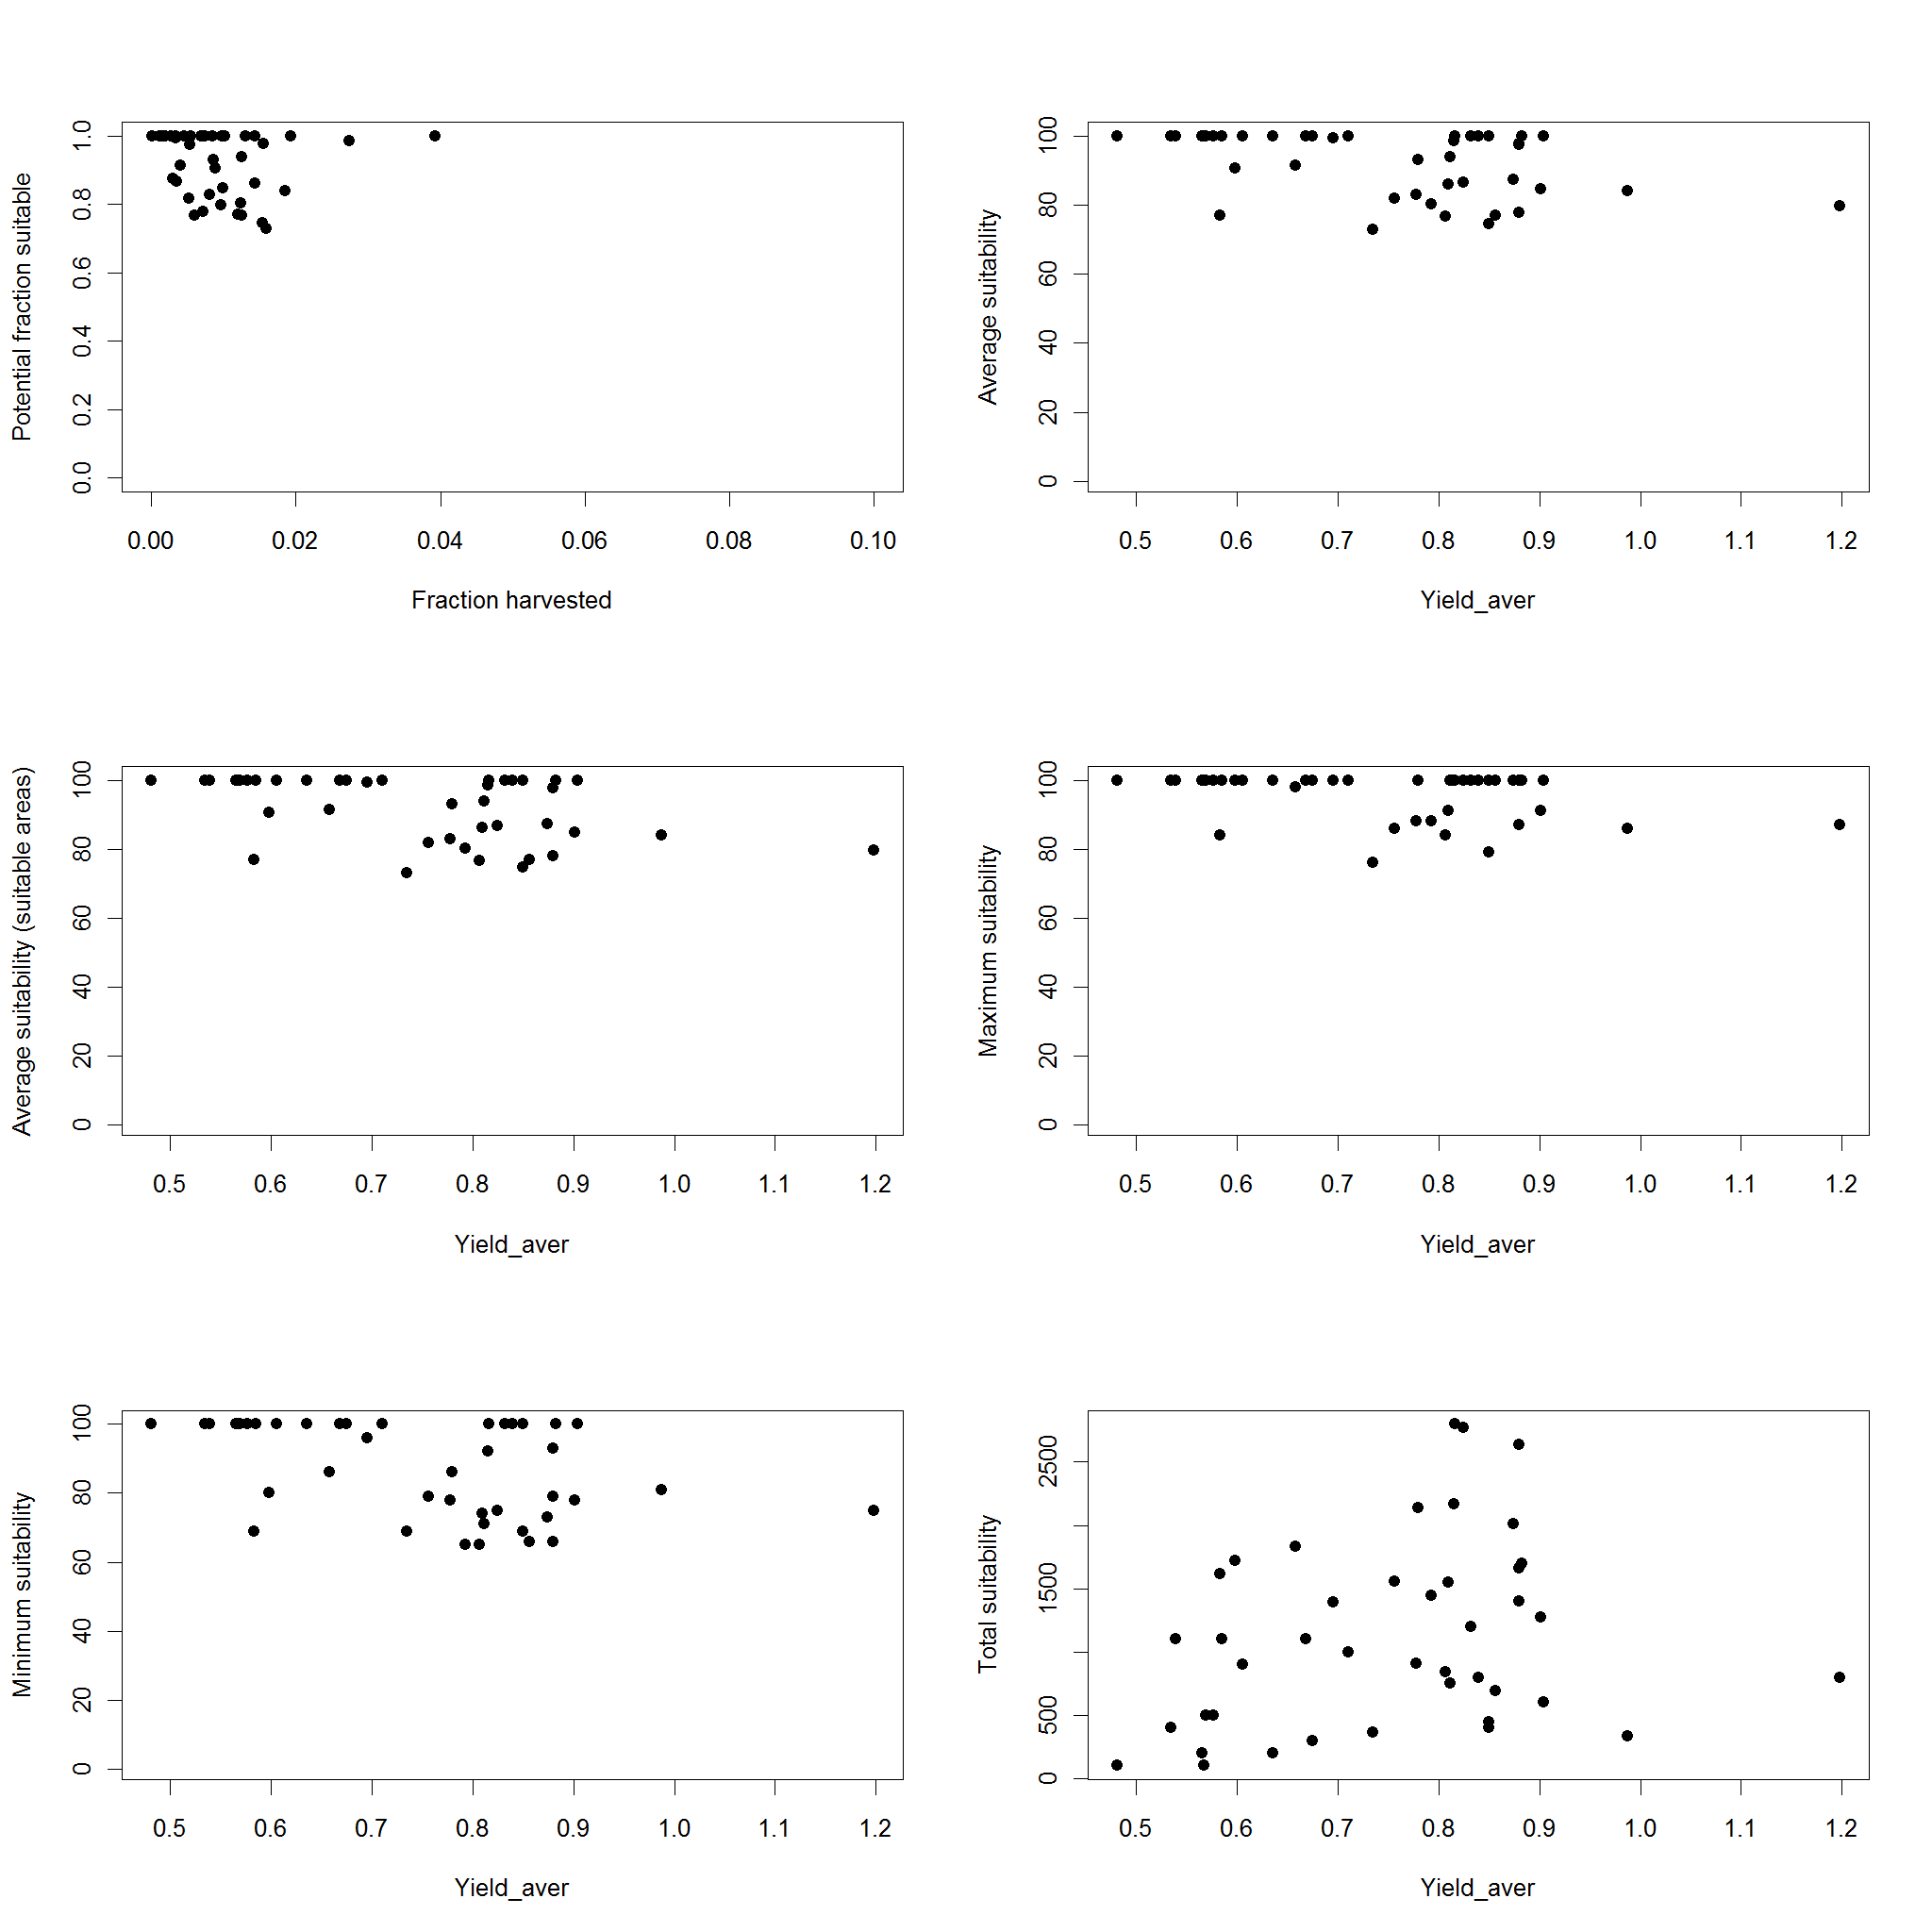 Potential fraction suitable
1.0
0.8
0.6
0.4
0.2
0.0
0.00 0.02 0.04 0.06 0.08 0.10
Fraction harvested
Average suitability
100
80
60
40
20
0
0.5 0.6 0.7 0.8 0.9 1.0 1.1 1.2
Yield_aver
Average suitability (suitable areas)
100
80
60
40
20
0
0.5 0.6 0.7 0.8 0.9 1.0 1.1 1.2
Yield_aver
Maximum suitability
100
80
60
40
20
0
0.5 0.6 0.7 0.8 0.9 1.0 1.1 1.2
Yield_aver
Minimum suitability
100
80
60
40
20
0
0.5 0.6 0.7 0.8 0.9 1.0 1.1 1.2
Yield_aver
Total suitability
2500
1500
500
0
0.5 0.6 0.7 0.8 0.9 1.0 1.1 1.2
Yield_aver